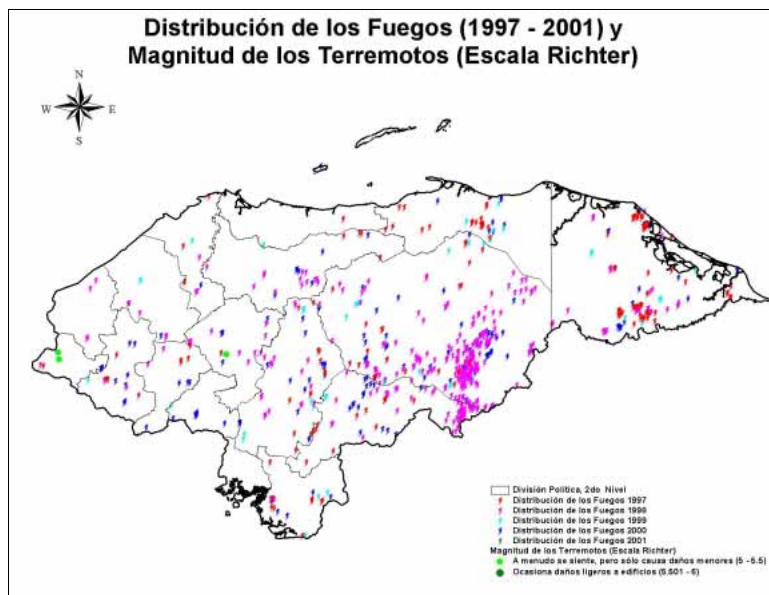 Distribución de los Fuegos (1997 - 2001) y
Magnitud de los Terremotos (Escala Richter)
N
W E
S
División Política, 2do Nivel
Distribución de los Fuegos 1997
Distribución de los Fuegos 1998
Distribución de los Fuegos 1999
Distribución de los Fuegos 2000
Distribución de los Fuegos 2001
Magnitud de los Terremotos (Escala Richter)
A menudo se siente, pero sólo causa daños menores (5 - 5.5)
Ocasiona daños ligeros a edificios (5.501 - 6)